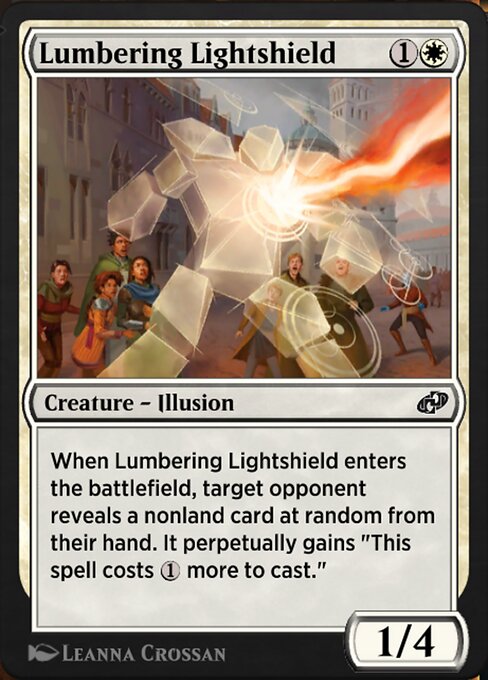 Lumbering Lightshield 1
Creature – Illusion
When Lumbering Lightshield enters
the battlefield, target opponent
reveals a nonland card at random from
their hand. It perpetually gains "This
spell costs 1 more to cast."
1/4
Leanna Crossan